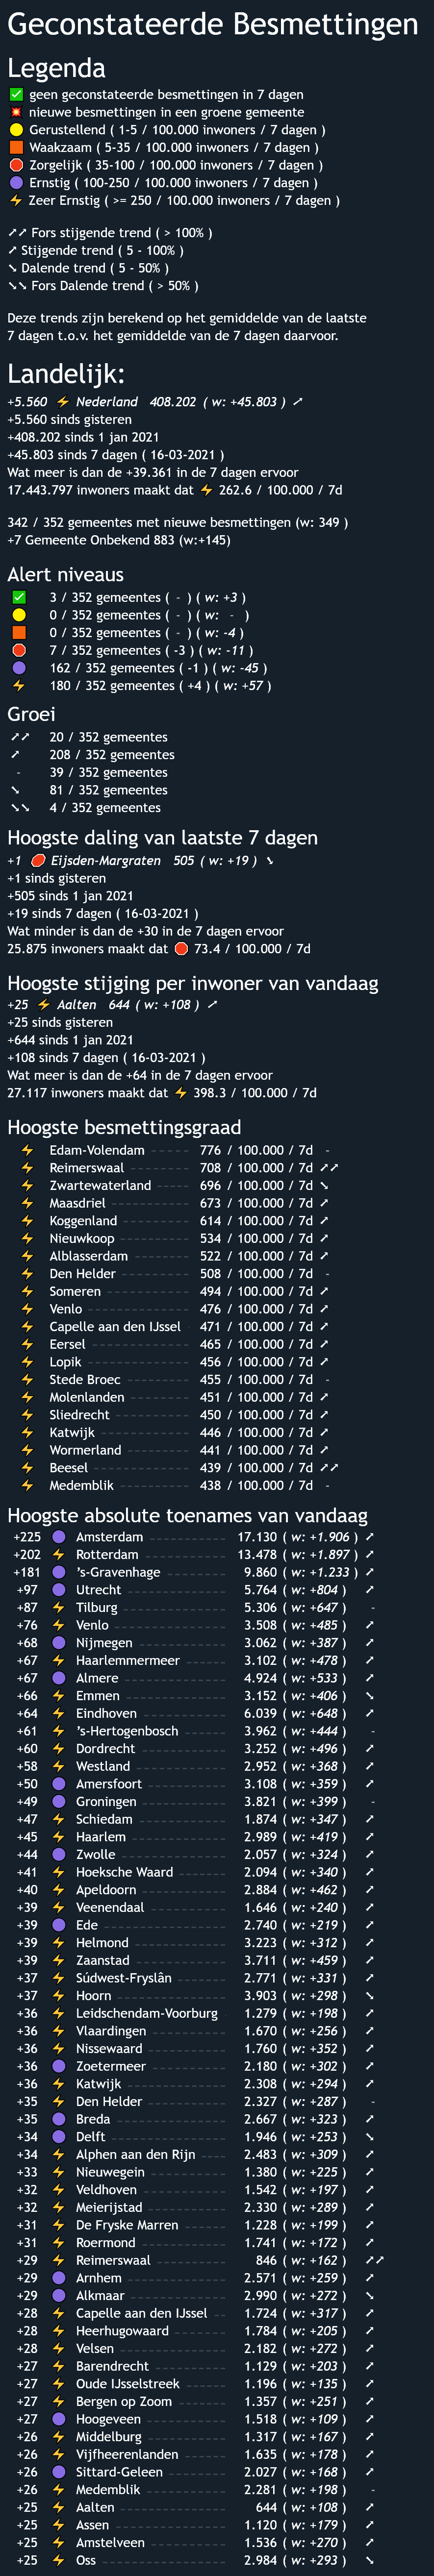 Geconstateerde Besmettingen
Legenda
✅ geen geconstateerde besmettingen in 7 dagen
💥 nieuwe besmettingen in een groene gemeente
🟡 Gerustellend ( 1-5 / 100.000 inwoners / 7 dagen )
🟧 Waakzaam ( 5-35 / 100.000 inwoners / 7 dagen )
🛑 Zorgelijk ( 35-100 / 100.000 inwoners / 7 dagen )
🟣 Ernstig ( 100-250 / 100.000 inwoners / 7 dagen )
⚡ Zeer Ernstig ( >= 250 / 100.000 inwoners / 7 dagen )
➚➚ Fors stijgende trend ( > 100% )
➚ Stijgende trend ( 5 - 100% )
➘ Dalende trend ( 5 - 50% )
➘➘ Fors Dalende trend ( > 50% )
Deze trends zijn berekend op het gemiddelde van de laatste
7 dagen t.o.v. het gemiddelde van de 7 dagen daarvoor.
Landelijk:
+5.560 ⚡ Nederland 408.202 ( w: +45.803 ) ➚
+5.560 sinds gisteren
+408.202 sinds 1 jan 2021
+45.803 sinds 7 dagen ( 16-03-2021 )
Wat meer is dan de +39.361 in de 7 dagen ervoor
17.443.797 inwoners maakt dat ⚡ 262.6 / 100.000 / 7d
342 / 352 gemeentes met nieuwe besmettingen (w: 349 )
+7 Gemeente Onbekend 883 (w:+145)
Alert niveaus
✅ 3 / 352 gemeentes ( - ) ( w: +3 )
🟡 0 / 352 gemeentes ( - ) ( w: - )
🟧 0 / 352 gemeentes ( - ) ( w: -4 )
🛑 7 / 352 gemeentes ( -3 ) ( w: -11 )
🟣 162 / 352 gemeentes ( -1 ) ( w: -45 )
⚡ 180 / 352 gemeentes ( +4 ) ( w: +57 )
Groei
➚➚ 20 / 352 gemeentes
➚ 208 / 352 gemeentes
- 39 / 352 gemeentes
➘ 81 / 352 gemeentes
➘➘ 4 / 352 gemeentes
Hoogste daling van laatste 7 dagen
+1 🛑 Eijsden-Margraten 505 ( w: +19 ) ➘
+1 sinds gisteren
+505 sinds 1 jan 2021
+19 sinds 7 dagen ( 16-03-2021 )
Wat minder is dan de +30 in de 7 dagen ervoor
25.875 inwoners maakt dat 🛑 73.4 / 100.000 / 7d
Hoogste stijging per inwoner van vandaag
+25 ⚡ Aalten 644 ( w: +108 ) ➚
+25 sinds gisteren
+644 sinds 1 jan 2021
+108 sinds 7 dagen ( 16-03-2021 )
Wat meer is dan de +64 in de 7 dagen ervoor
27.117 inwoners maakt dat ⚡ 398.3 / 100.000 / 7d
Hoogste besmettingsgraad
⚡ Edam-Volendam 776 / 100.000 / 7d -
⚡ Reimerswaal 708 / 100.000 / 7d ➚➚
⚡ Zwartewaterland 696 / 100.000 / 7d ➘
⚡ Maasdriel 673 / 100.000 / 7d ➚
⚡ Koggenland 614 / 100.000 / 7d ➚
⚡ Nieuwkoop 534 / 100.000 / 7d ➚
⚡ Alblasserdam 522 / 100.000 / 7d ➚
⚡ Den Helder 508 / 100.000 / 7d -
⚡ Someren 494 / 100.000 / 7d ➚
⚡ Venlo 476 / 100.000 / 7d ➚
⚡ Capelle aan den IJssel 471 / 100.000 / 7d ➚
⚡ Eersel 465 / 100.000 / 7d ➚
⚡ Lopik 456 / 100.000 / 7d ➚
⚡ Stede Broec 455 / 100.000 / 7d -
⚡ Molenlanden 451 / 100.000 / 7d ➚
⚡ Sliedrecht 450 / 100.000 / 7d ➚
⚡ Katwijk 446 / 100.000 / 7d ➚
⚡ Wormerland 441 / 100.000 / 7d ➚
⚡ Beesel 439 / 100.000 / 7d ➚➚
⚡ Medemblik 438 / 100.000 / 7d -
Hoogste absolute toenames van vandaag
+225 🟣 Amsterdam 17.130 ( w: +1.906 ) ➚
+202 ⚡ Rotterdam 13.478 ( w: +1.897 ) ➚
+181 🟣 's-Gravenhage 9.860 ( w: +1.233 ) ➚
+97 🟣 Utrecht 5.764 ( w: +804 ) ➚
+87 ⚡ Tilburg 5.306 ( w: +647 ) -
+76 ⚡ Venlo 3.508 ( w: +485 ) ➚
+68 🟣 Nijmegen 3.062 ( w: +387 ) ➚
+67 ⚡ Haarlemmermeer 3.102 ( w: +478 ) ➚
+67 🟣 Almere 4.924 ( w: +533 ) ➚
+66 ⚡ Emmen 3.152 ( w: +406 ) ➘
+64 ⚡ Eindhoven 6.039 ( w: +648 ) ➚
+61 ⚡ 's-Hertogenbosch 3.962 ( w: +444 ) -
+60 ⚡ Dordrecht 3.252 ( w: +496 ) ➚
+58 ⚡ Westland 2.952 ( w: +368 ) ➚
+50 🟣 Amersfoort 3.108 ( w: +359 ) ➚
+49 🟣 Groningen 3.821 ( w: +399 ) -
+47 ⚡ Schiedam 1.874 ( w: +347 ) ➚
+45 ⚡ Haarlem 2.989 ( w: +419 ) ➚
+44 🟣 Zwolle 2.057 ( w: +324 ) ➚
+41 ⚡ Hoeksche Waard 2.094 ( w: +340 ) ➚
+40 ⚡ Apeldoorn 2.884 ( w: +462 ) ➚
+39 ⚡ Veenendaal 1.646 ( w: +240 ) ➚
+39 🟣 Ede 2.740 ( w: +219 ) ➚
+39 ⚡ Helmond 3.223 ( w: +312 ) ➚
+39 ⚡ Zaanstad 3.711 ( w: +459 ) ➚
+37 ⚡ Súdwest-Fryslân 2.771 ( w: +331 ) ➚
+37 ⚡ Hoorn 3.903 ( w: +298 ) ➘
+36 ⚡ Leidschendam-Voorburg 1.279 ( w: +198 ) ➚
+36 ⚡ Vlaardingen 1.670 ( w: +256 ) ➚
+36 ⚡ Nissewaard 1.760 ( w: +352 ) ➚
+36 🟣 Zoetermeer 2.180 ( w: +302 ) ➚
+36 ⚡ Katwijk 2.308 ( w: +294 ) ➚
+35 ⚡ Den Helder 2.327 ( w: +287 ) -
+35 🟣 Breda 2.667 ( w: +323 ) ➚
+34 🟣 Delft 1.946 ( w: +253 ) ➘
+34 ⚡ Alphen aan den Rijn 2.483 ( w: +309 ) ➚
+33 ⚡ Nieuwegein 1.380 ( w: +225 ) ➚
+32 ⚡ Veldhoven 1.542 ( w: +197 ) ➚
+32 ⚡ Meierijstad 2.330 ( w: +289 ) ➚
+31 ⚡ De Fryske Marren 1.228 ( w: +199 ) ➚
+31 ⚡ Roermond 1.741 ( w: +172 ) ➚
+29 ⚡ Reimerswaal 846 ( w: +162 ) ➚➚
+29 🟣 Arnhem 2.571 ( w: +259 ) ➚
+29 🟣 Alkmaar 2.990 ( w: +272 ) ➘
+28 ⚡ Capelle aan den IJssel 1.724 ( w: +317 ) ➚
+28 ⚡ Heerhugowaard 1.784 ( w: +205 ) ➚
+28 ⚡ Velsen 2.182 ( w: +272 ) ➚
+27 ⚡ Barendrecht 1.129 ( w: +203 ) ➚
+27 ⚡ Oude IJsselstreek 1.196 ( w: +135 ) ➚
+27 ⚡ Bergen op Zoom 1.357 ( w: +251 ) ➚
+27 🟣 Hoogeveen 1.518 ( w: +109 ) ➚
+26 ⚡ Middelburg 1.317 ( w: +167 ) ➚
+26 ⚡ Vijfheerenlanden 1.635 ( w: +178 ) ➚
+26 🟣 Sittard-Geleen 2.027 ( w: +168 ) ➚
+26 ⚡ Medemblik 2.281 ( w: +198 ) -
+25 ⚡ Aalten 644 ( w: +108 ) ➚
+25 ⚡ Assen 1.120 ( w: +179 ) ➚
+25 ⚡ Amstelveen 1.536 ( w: +270 ) ➚
+25 ⚡ Oss 2.984 ( w: +293 ) ➘